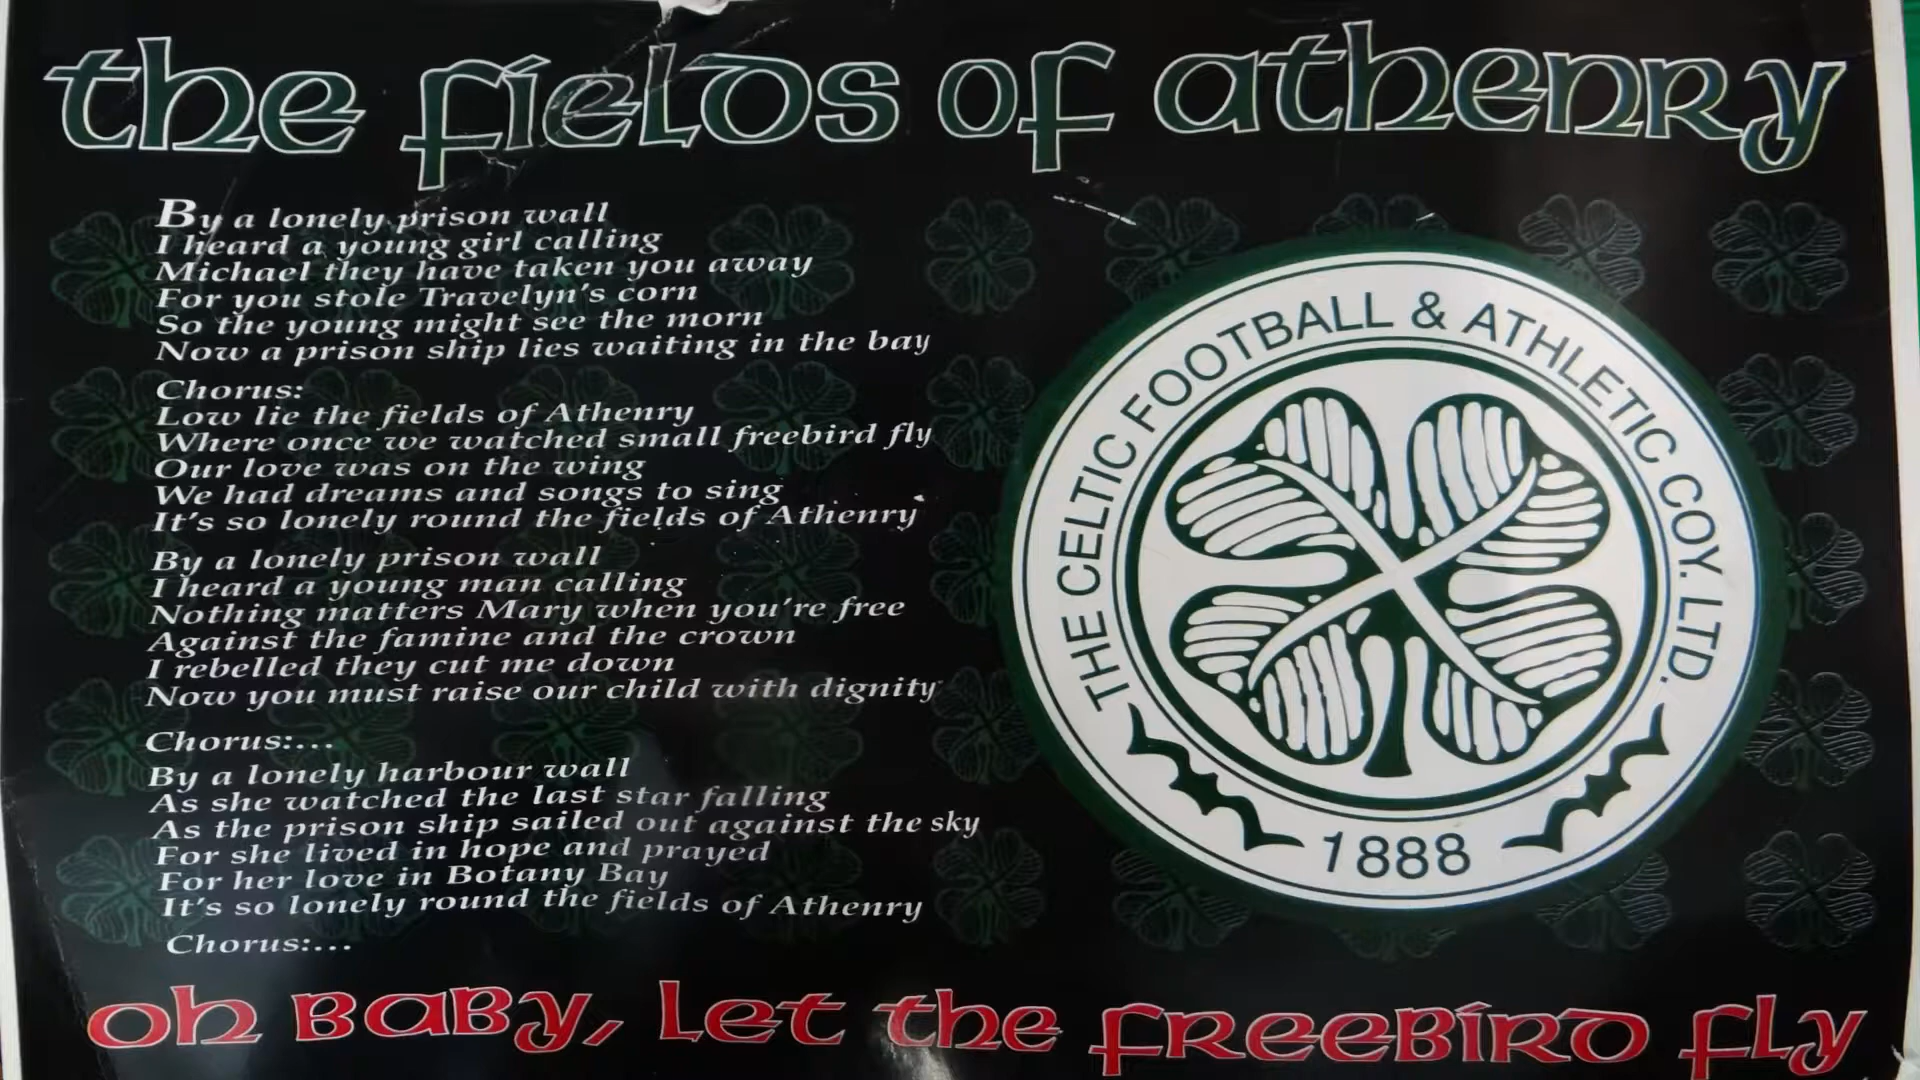 the fields of athenry
By a lonely prison wall
I heard a young girl calling
Michael they have taken you away
For you stole Travelyn's corn
So the young might see the morn
Now a prison ship lies waiting in the bay
Chorus:
Low lie the fields of Athenry
Where once we watched small freebird fly
Our love was on the wing
We had dreams and songs to sing
It's so lonely round the fields of Athenry
By a lonely prison wall
I heard a young man calling
Nothing matters Mary when you're free
Against the famine and the crown
I rebelled they cut me down
Now you must raise our child with dignity
Chorus:...
By a lonely harbour wall
As she watched the last star falling
As the prison ship sailed out against the sky
For she lived in hope and prayed
For her love in Botany Bay
It's so lonely round the fields of Athenry
Chorus:...
oh baby, let the freebird fly
THE CELTIC FOOTBALL & ATHLETIC COY. LTD.
1888